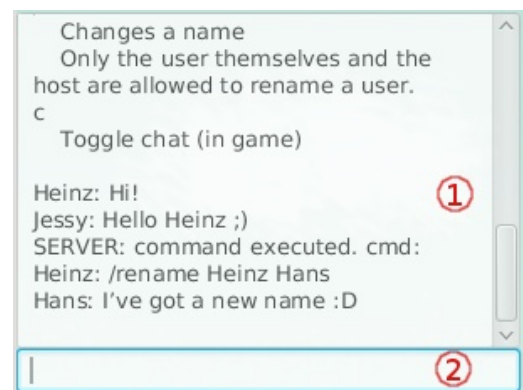 Changes a name
Only the user themselves and the
host are allowed to rename a user.
c
Toggle chat (in game)
Heinz: Hi!
1
Jessy: Hello Heinz ;)
SERVER: command executed. cmd:
Heinz: /rename Heinz Hans
Hans: I've got a new name :D
2